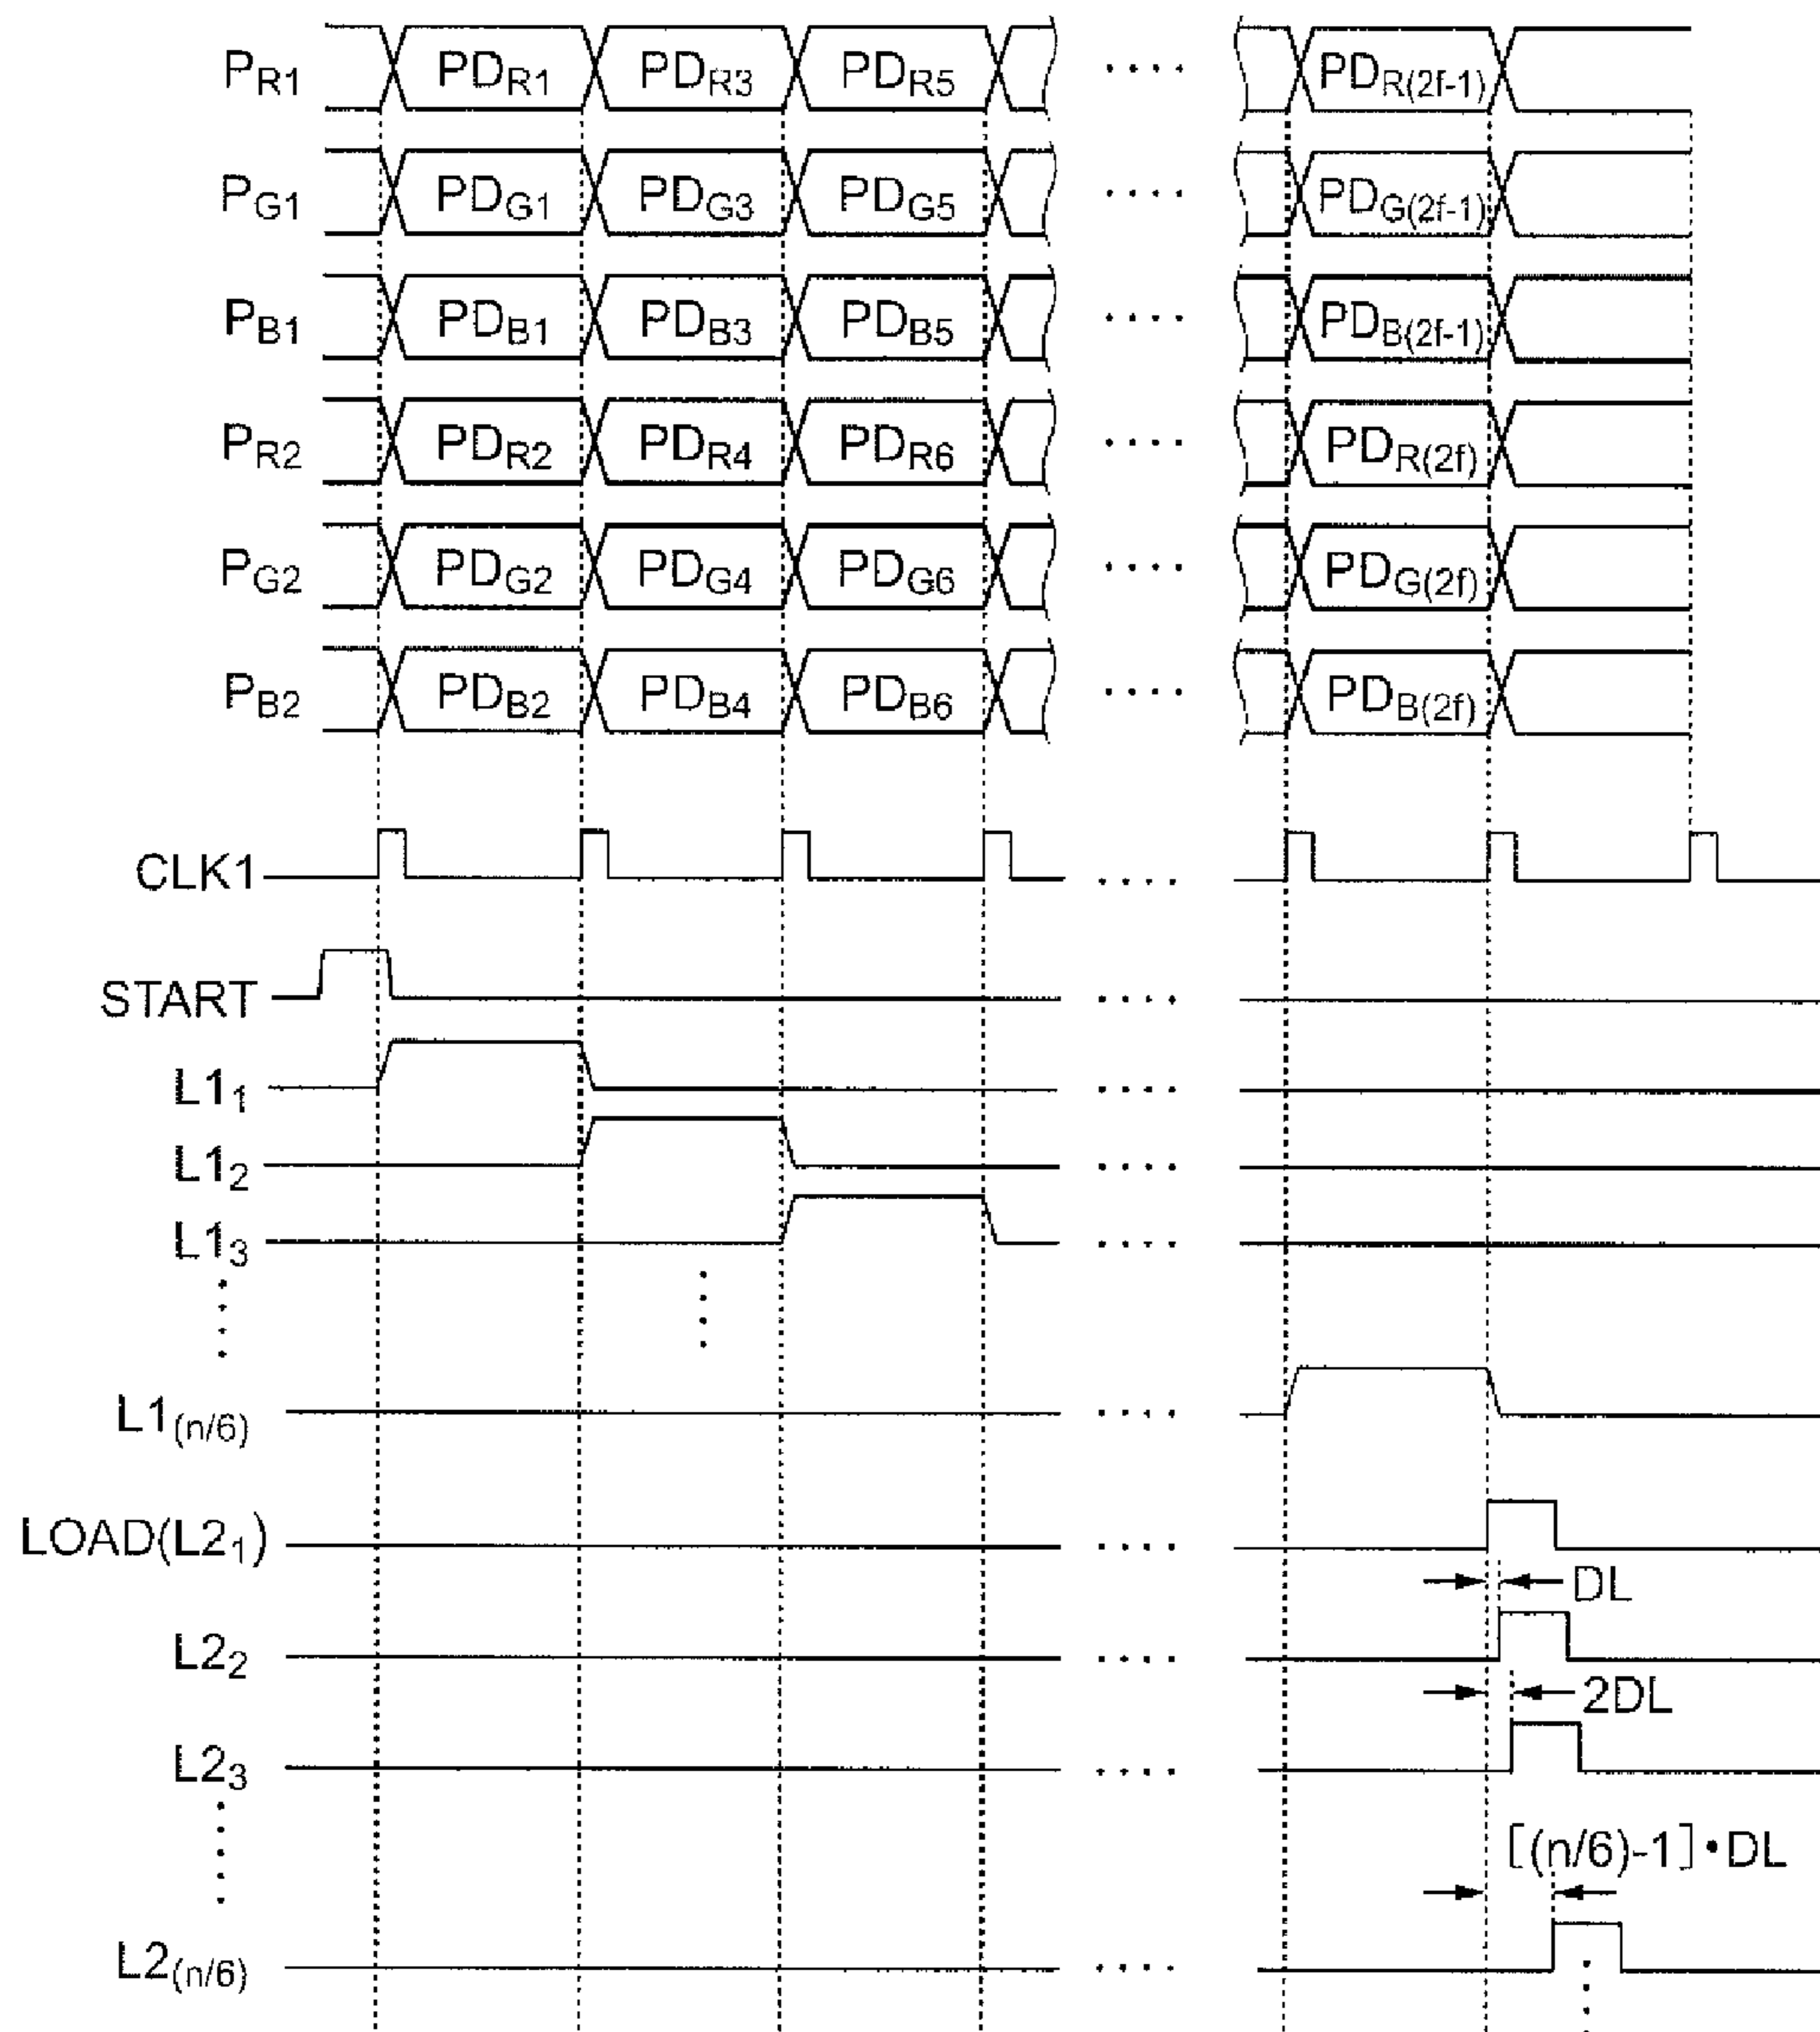 P_R1 PD_R1 PD_R3 PD_R5 .... PD_R(2f-1)
P_G1 PD_G1 PD_G3 PD_G5 .... PD_G(2f-1)
P_B1 PD_B1 PD_B3 PD_B5 .... PD_B(2f-1)
P_R2 PD_R2 PD_R4 PD_R6 .... PD_R(2f)
P_G2 PD_G2 PD_G4 PD_G6 .... PD_G(2f)
P_B2 PD_B2 PD_B4 PD_B6 .... PD_B(2f)
CLK1 ....
START ....
L1_1 ....
L1_2 ....
L1_3 ....
L1_(n/6) ....
LOAD(L2_1) ....
DL
L2_2 ....
2DL
L2_3 ....
[(n/6)-1]•DL
L2_(n/6) ....